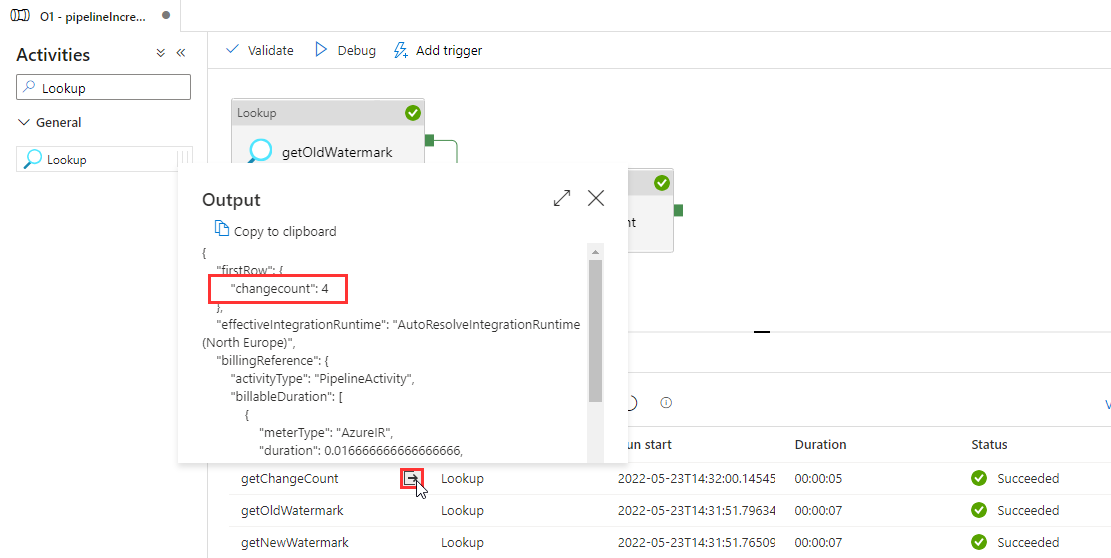 O1 - pipelineIncre...
Activities
Lookup
General
Lookup
Validate
Debug
Add trigger
Lookup
getOldWatermark
nt
Output
Copy to clipboard
{
"firstRow": {
"changecount": 4
},
"effectiveIntegrationRuntime": "AutoResolveIntegrationRuntime
(North Europe)",
"billingReference": {
"activityType": "PipelineActivity",
"billableDuration": [
{
"meterType": "AzureIR",
"duration": 0.016666666666666666,
un start Duration Status
getChangeCount Lookup 2022-05-23T14:32:00.14545 00:00:05 Succeeded
getOldWatermark Lookup 2022-05-23T14:31:51.79634 00:00:07 Succeeded
getNewWatermark Lookup 2022-05-23T14:31:51.76509 00:00:07 Succeeded